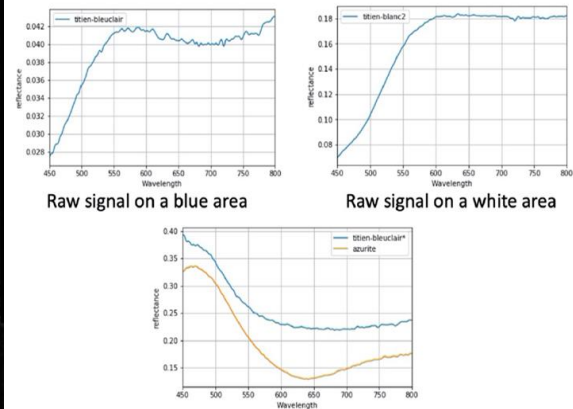 titien-bleuclair
reflectance
0.042
0.040
0.038
0.036
0.034
0.032
0.030
0.028
450 500 550 600 650 700 750 800
Wavelength
Raw signal on a blue area
titien-blanc2
reflectance
0.18
0.16
0.14
0.12
0.10
0.08
450 500 550 600 650 700 750 800
Wavelength
Raw signal on a white area
titien-bleuclair*
azurite
reflectance
0.40
0.35
0.30
0.25
0.20
0.15
450 500 550 600 650 700 750 800
Wavelength